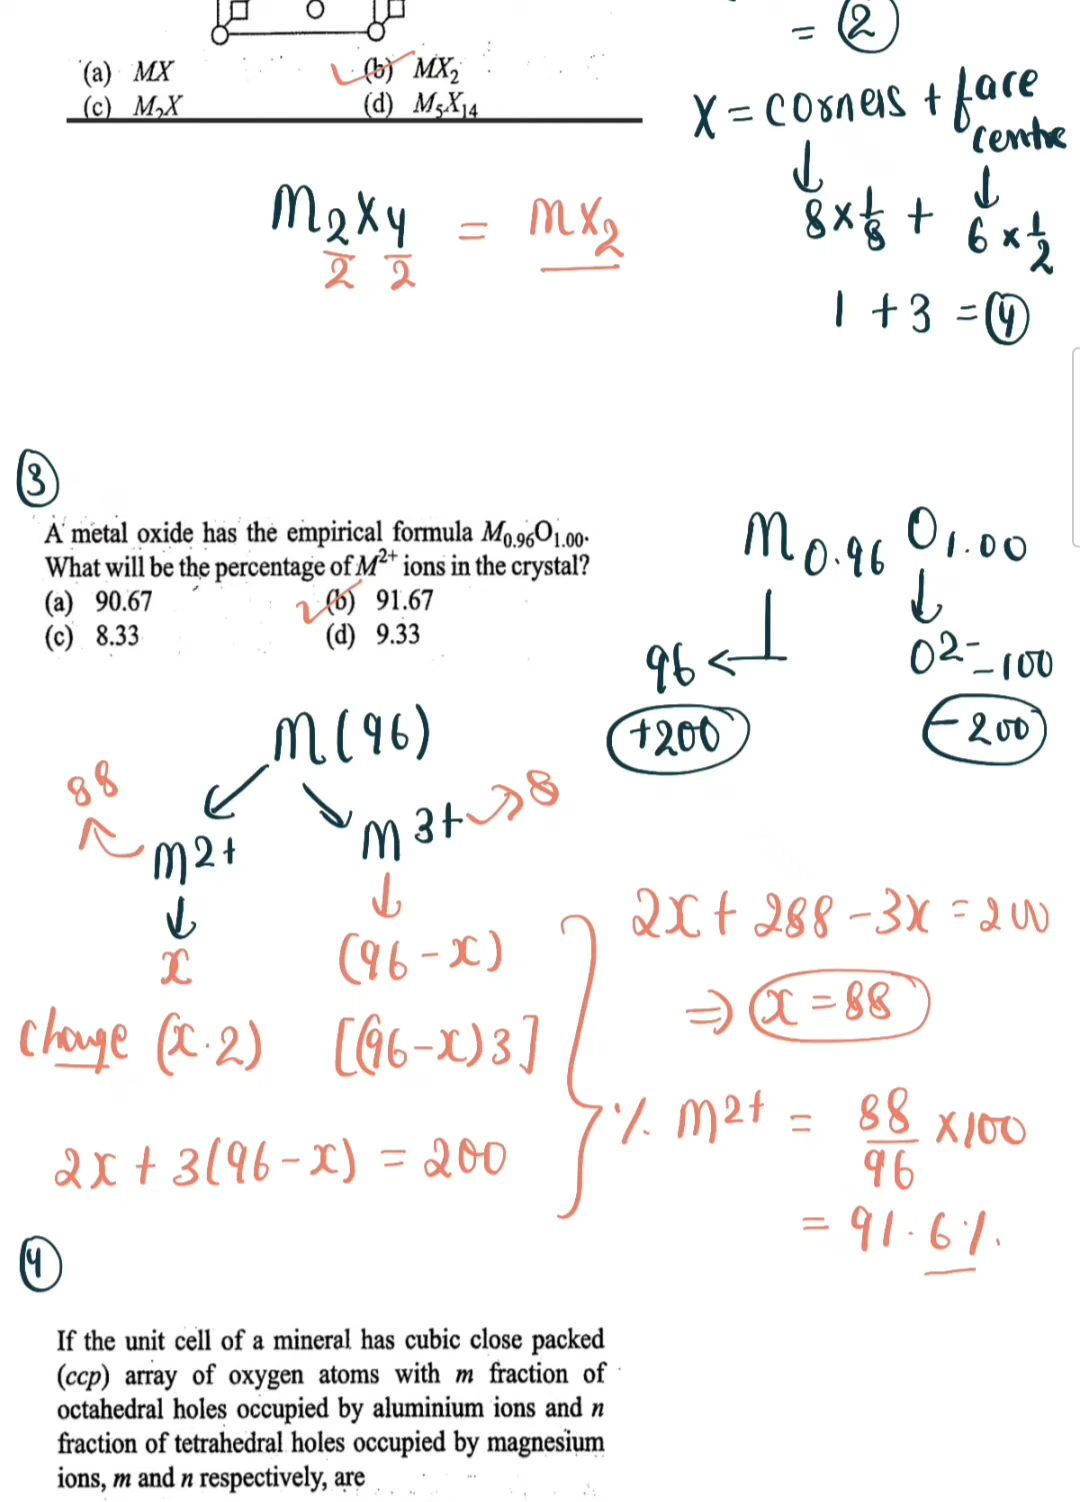 (a) MX
(b) MX₂
(c) M₂X
(d) M₅X₁₄
= 2
X = corners + face centre
↓ ↓
8 × 1/8 + 6 × 1/2
1 + 3 = 4
M₂/₂ X₄/₂ = MX₂
3
A metal oxide has the empirical formula M₀.₉₆O₁.₀₀.
What will be the percentage of M²⁺ ions in the crystal?
(a) 90.67
(b) 91.67
(c) 8.33
(d) 9.33
M₀.₉₆ O₁.₀₀
96 ← O²⁻ – 100
+200 – 200
M (96)
88 ← M²⁺ M³⁺ → 8
↓ ↓
x (96 – x)
charge (x · 2) [(96 – x) 3]
2x + 3(96 – x) = 200
2x + 288 – 3x = 200
⇒ x = 88
% M²⁺ = 88/96 × 100
= 91.6 %.
4
If the unit cell of a mineral has cubic close packed
(ccp) array of oxygen atoms with m fraction of
octahedral holes occupied by aluminium ions and n
fraction of tetrahedral holes occupied by magnesium
ions, m and n respectively, are